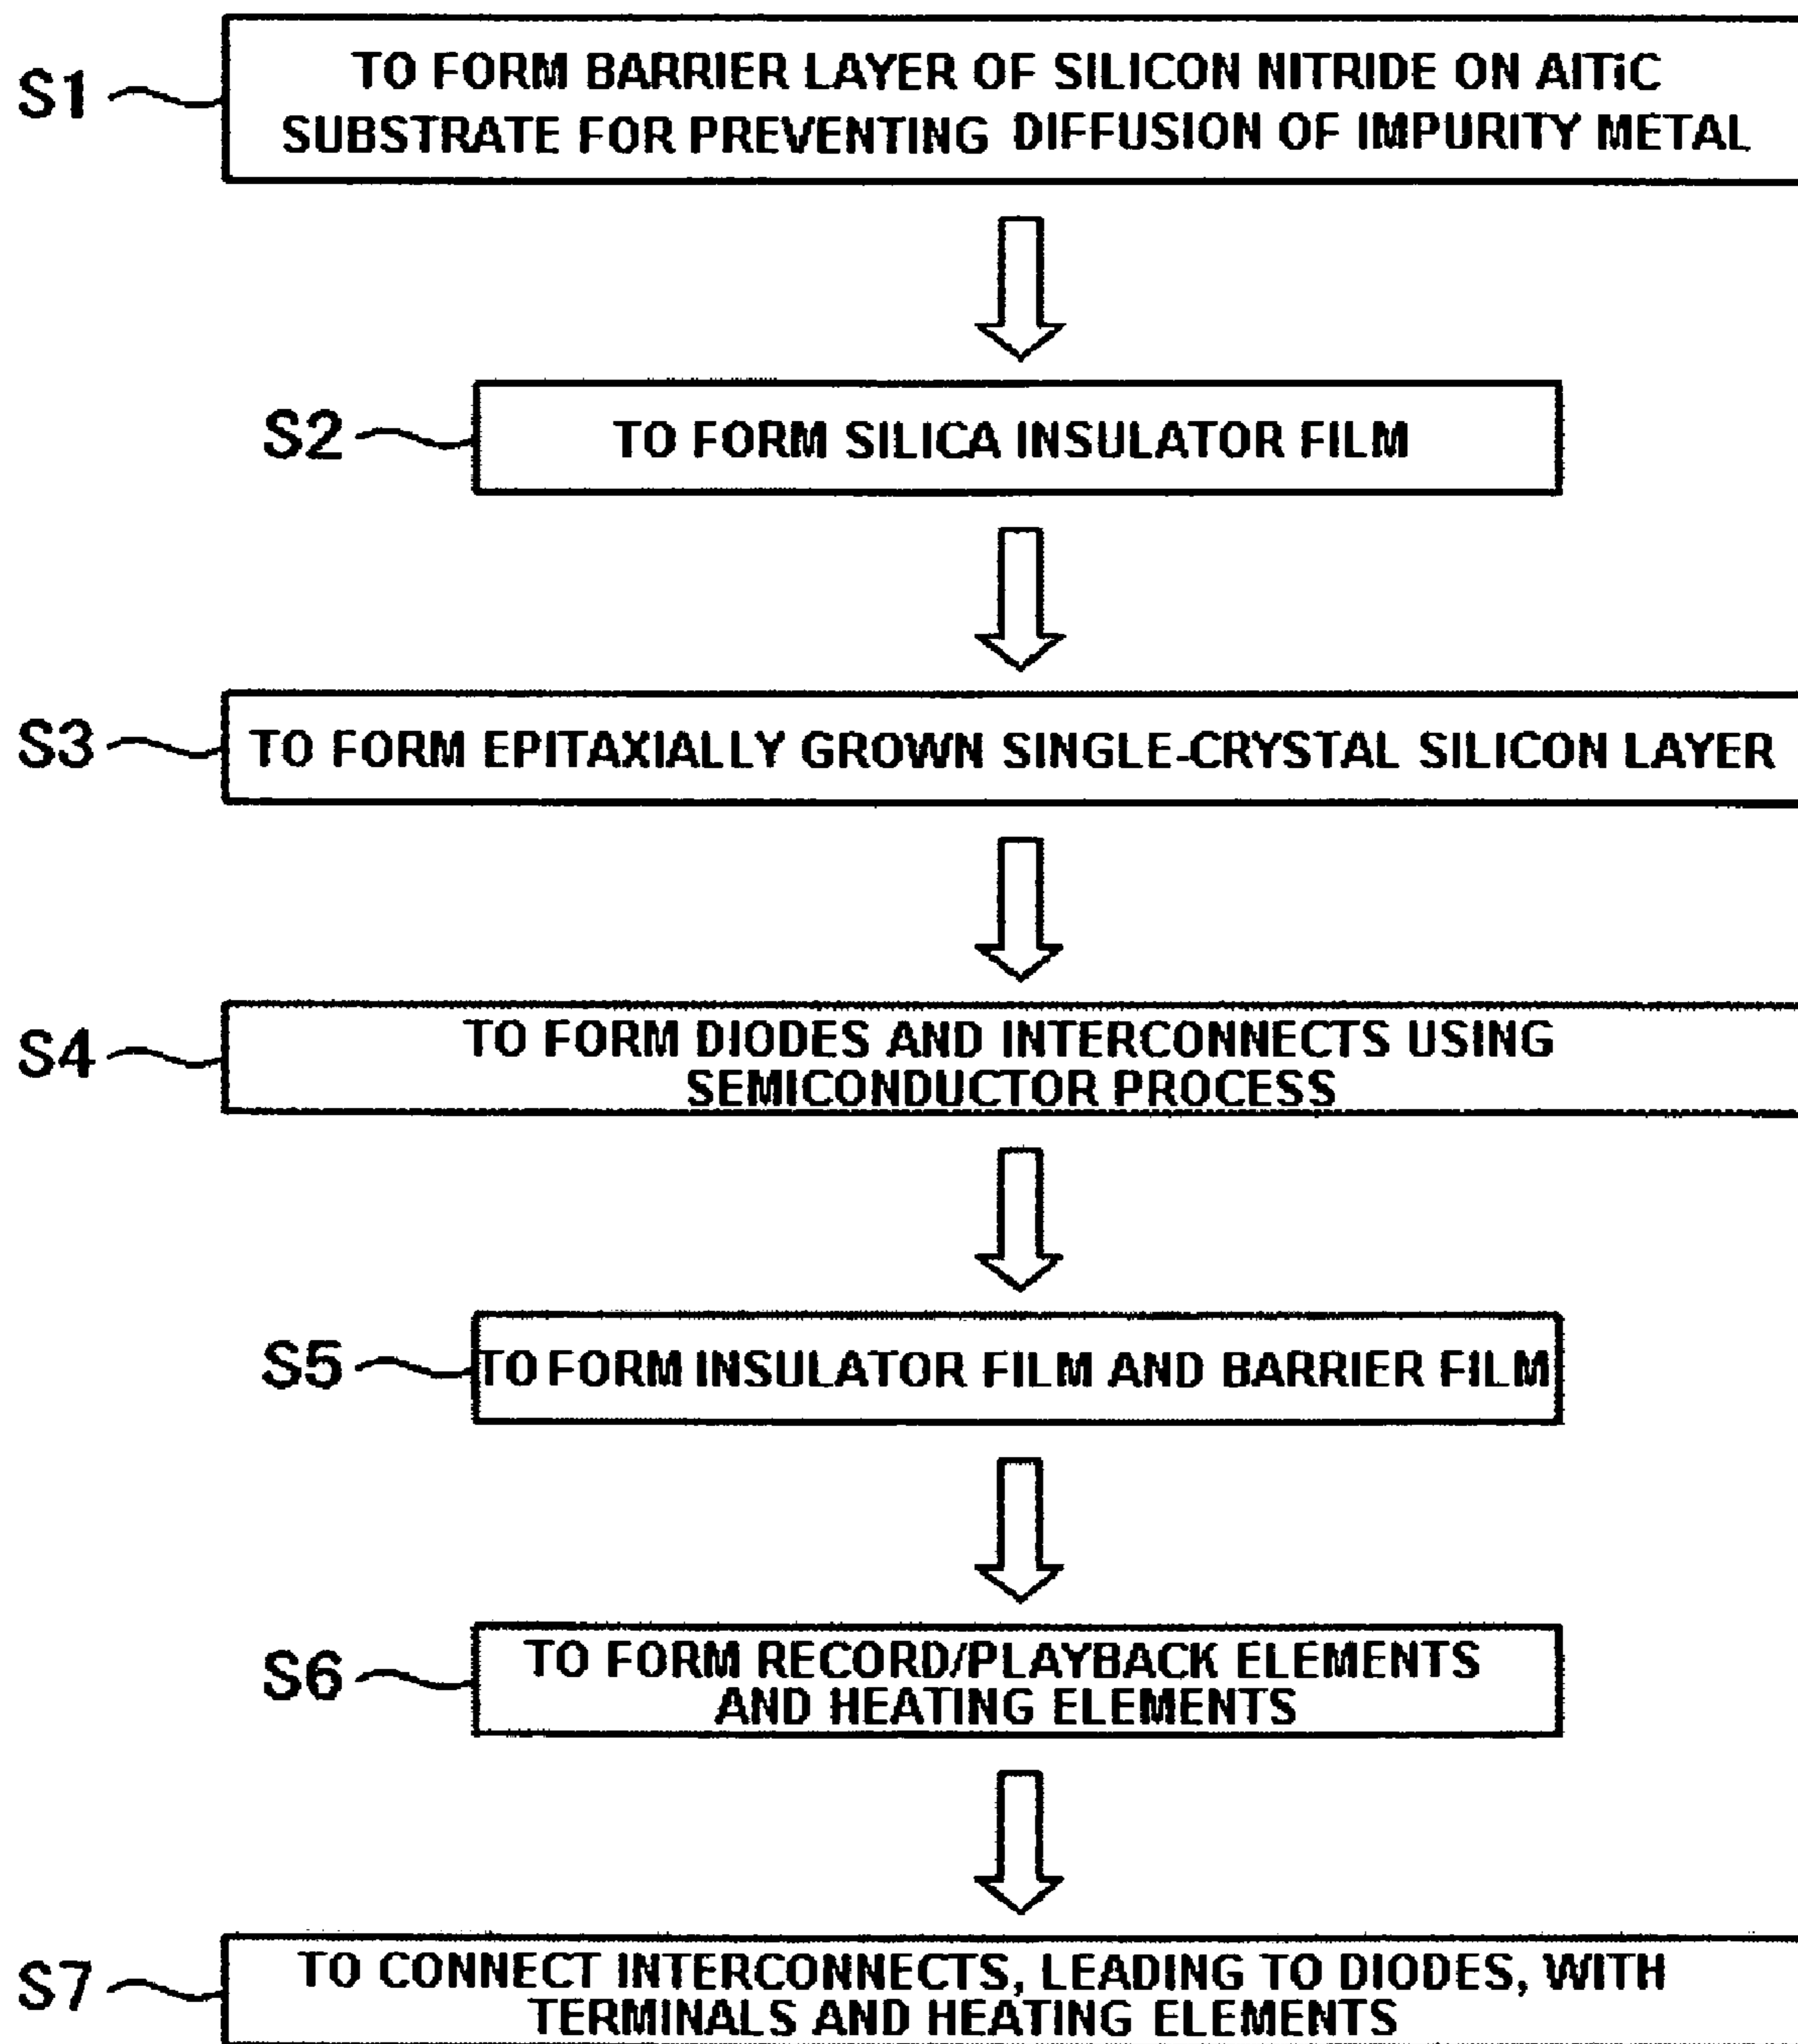 S1
TO FORM BARRIER LAYER OF SILICON NITRIDE ON AlTiC
SUBSTRATE FOR PREVENTING DIFFUSION OF IMPURITY METAL
S2
TO FORM SILICA INSULATOR FILM
S3
TO FORM EPITAXIALLY GROWN SINGLE-CRYSTAL SILICON LAYER
S4
TO FORM DIODES AND INTERCONNECTS USING
SEMICONDUCTOR PROCESS
S5
TO FORM INSULATOR FILM AND BARRIER FILM
S6
TO FORM RECORD/PLAYBACK ELEMENTS
AND HEATING ELEMENTS
S7
TO CONNECT INTERCONNECTS, LEADING TO DIODES, WITH
TERMINALS AND HEATING ELEMENTS